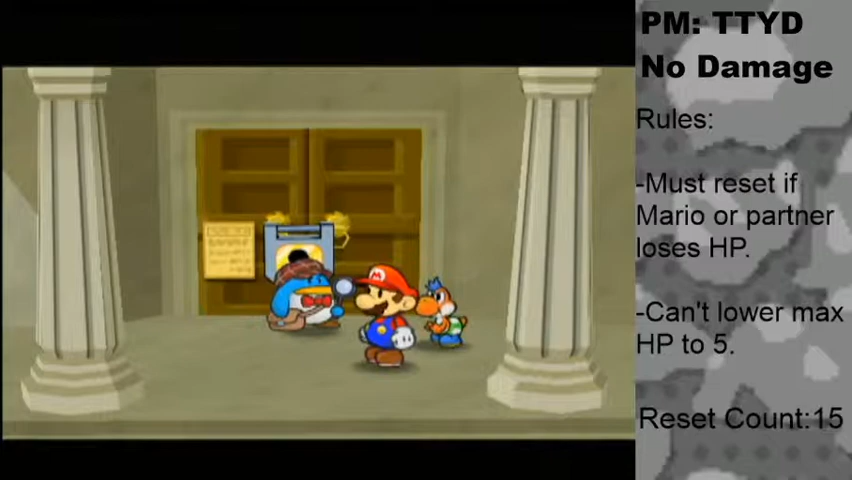 PM: TTYD
No Damage
Rules:
-Must reset if
Mario or partner
loses HP.
-Can't lower max
HP to 5.
Reset Count:15